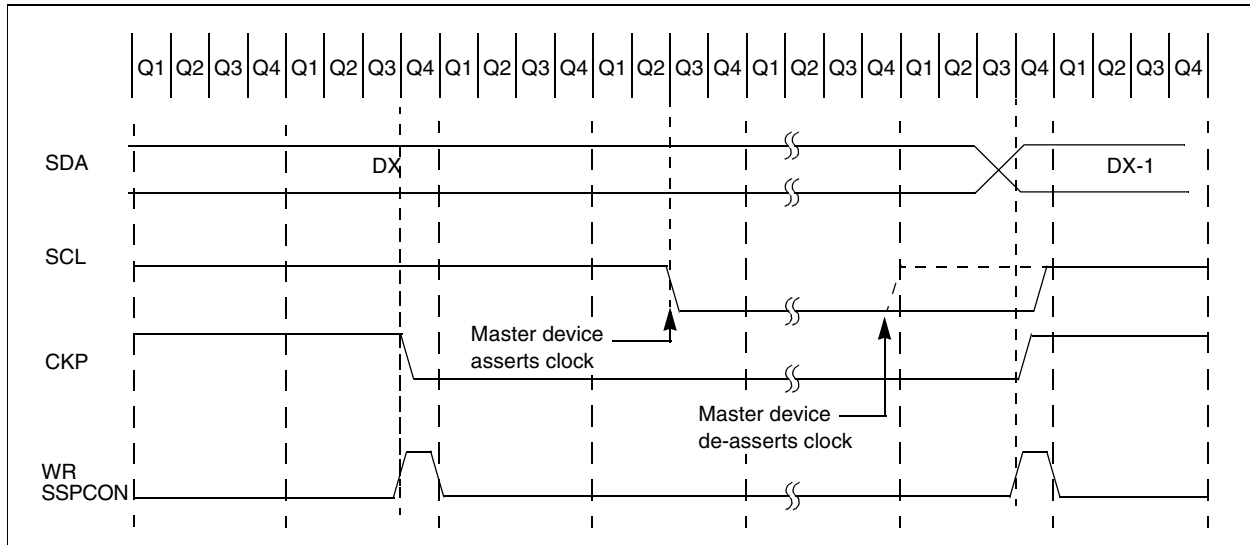 Q1 Q2 Q3 Q4 Q1 Q2 Q3 Q4 Q1 Q2 Q3 Q4 Q1 Q2 Q3 Q4 Q1 Q2 Q3 Q4 Q1 Q2 Q3 Q4 Q1 Q2 Q3 Q4
SDA
DX
DX-1
SCL
Master device
asserts clock
CKP
Master device
de-asserts clock
WR
SSPCON